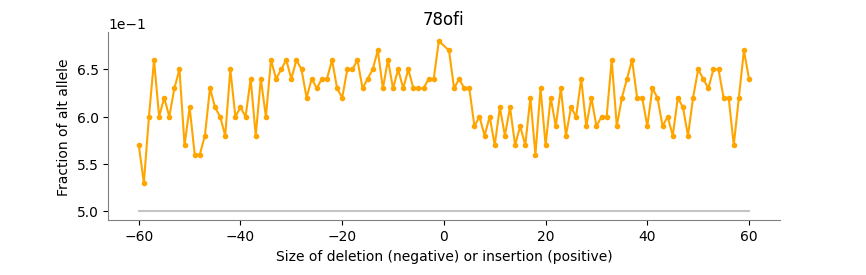 78ofi
1e−1
Fraction of alt allele
6.5
6.0
5.5
5.0
−60 −40 −20 0 20 40 60
Size of deletion (negative) or insertion (positive)